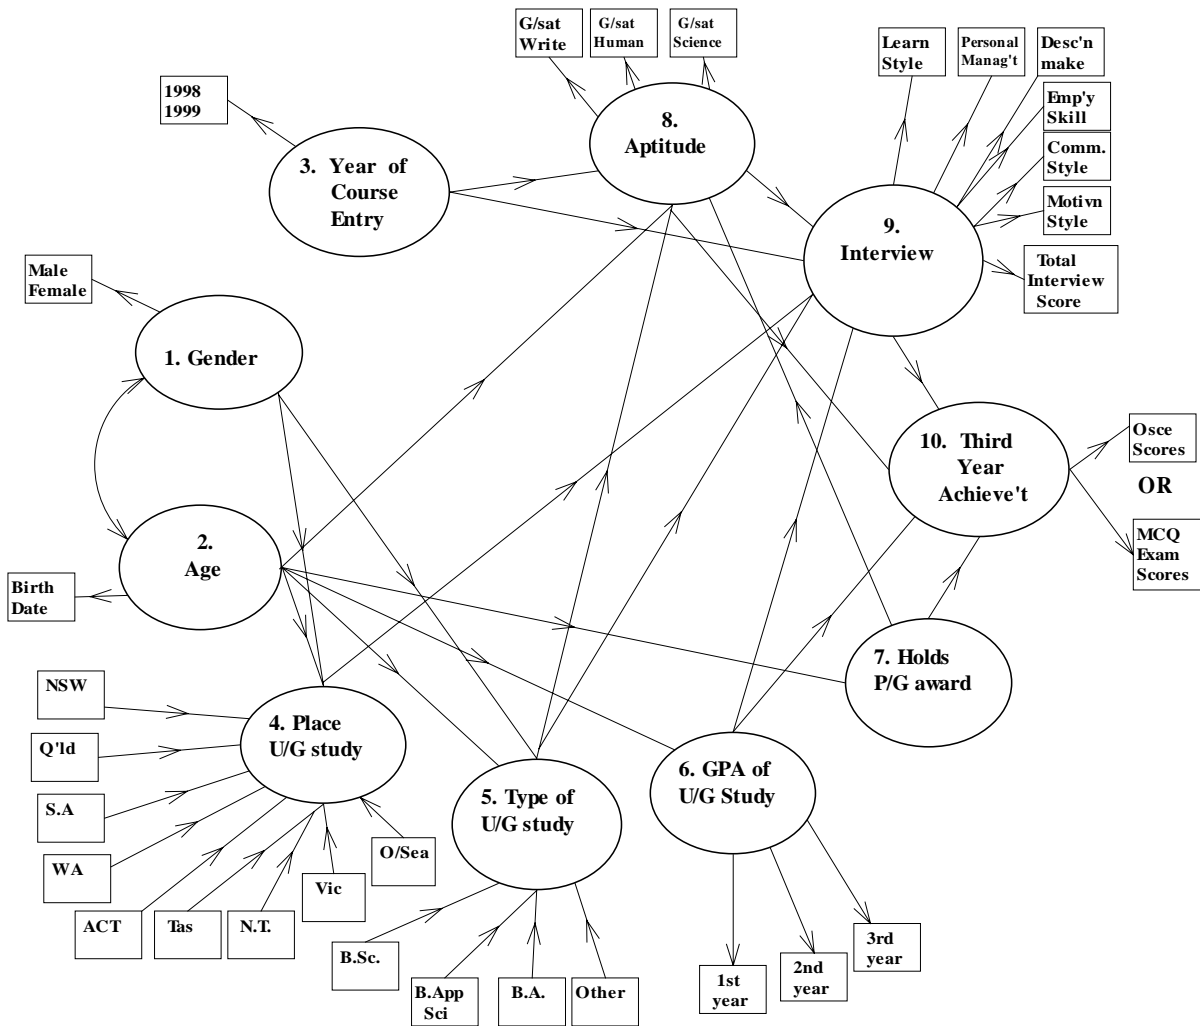 G/sat
Write
G/sat
Human
G/sat
Science
Learn
Style
Personal
Manag't
Desc'n
make
1998
1999
8.
Aptitude
Emp'y
Skill
3. Year of
Course
Entry
Comm.
Style
Motivn
Style
9.
Interview
Male
Female
Total
Interview
Score
1. Gender
10. Third
Year
Achieve't
Osce
Scores
OR
MCQ
Exam
Scores
2.
Age
Birth
Date
7. Holds
P/G award
NSW
4. Place
U/G study
Q'ld
6. GPA of
U/G Study
5. Type of
U/G study
S.A
O/Sea
WA
Vic
ACT
Tas
N.T.
B.Sc.
B.App
Sci
B.A.
Other
1st
year
2nd
year
3rd
year